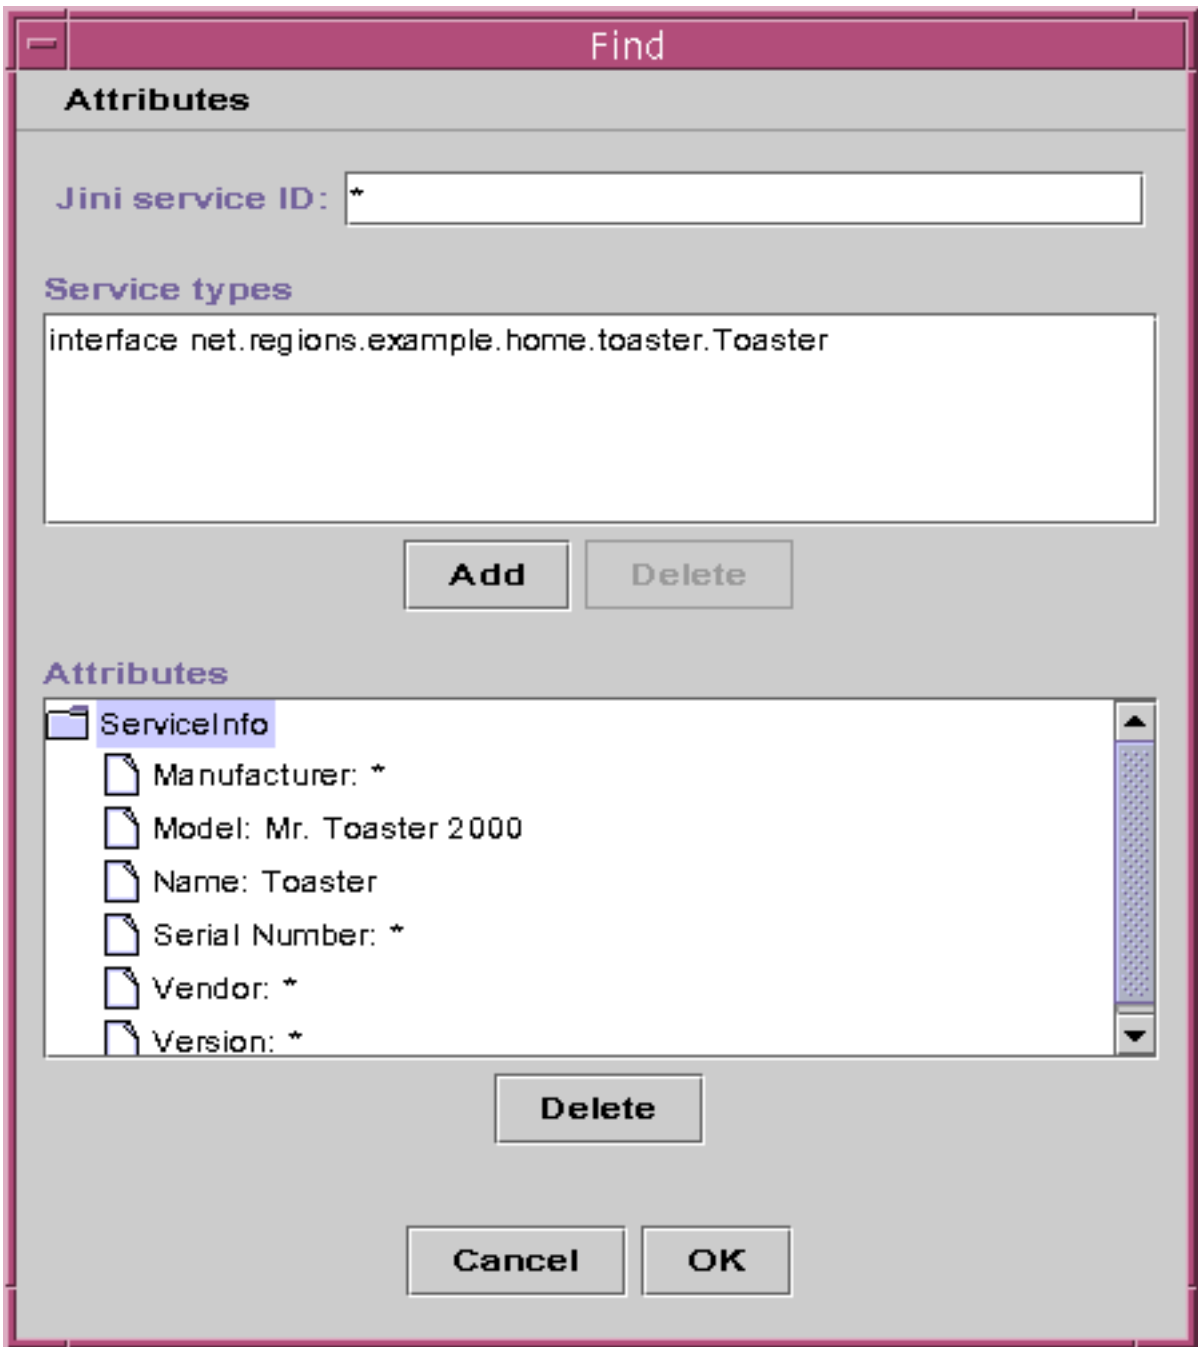 Find
Attributes
Jini service ID: *
Service types
interface net.regions.example.home.toaster.Toaster
Add Delete
Attributes
ServiceInfo
Manufacturer: *
Model: Mr. Toaster 2000
Name: Toaster
Serial Number: *
Vendor: *
Version: *
Delete
Cancel OK